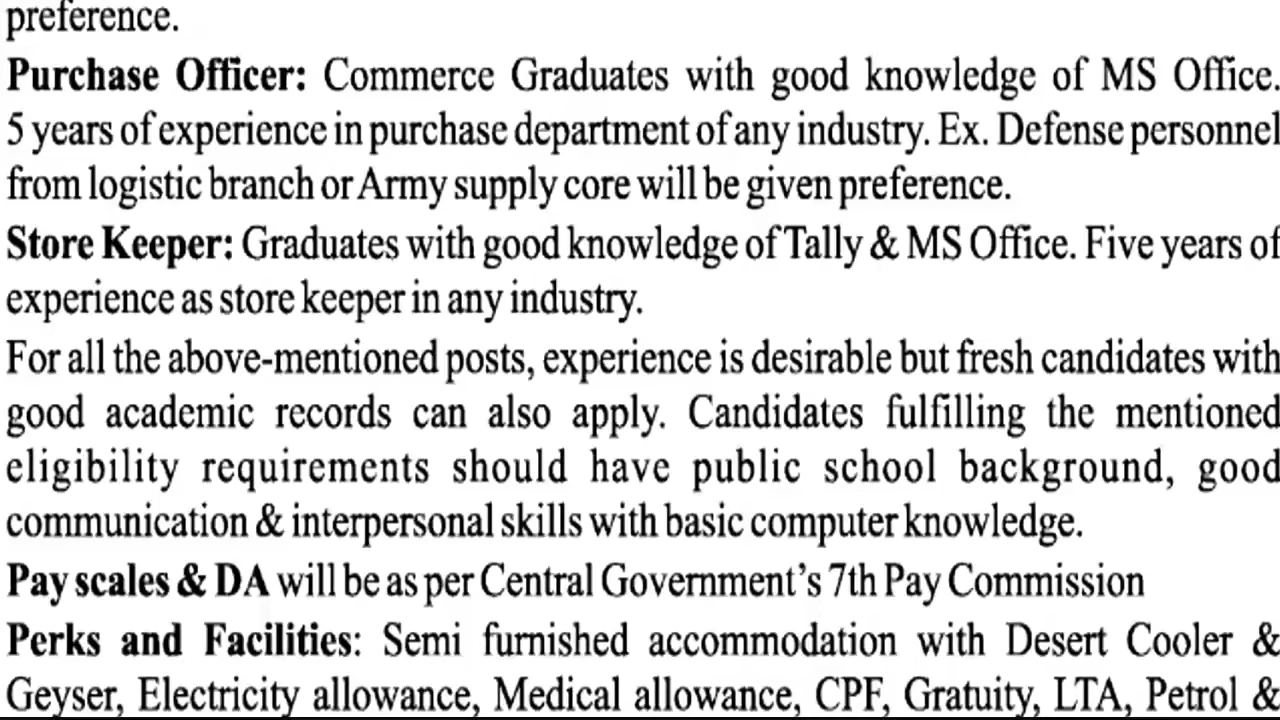 preference.
Purchase Officer: Commerce Graduates with good knowledge of MS Office.
5 years of experience in purchase department of any industry. Ex. Defense personnel
from logistic branch or Army supply core will be given preference.
Store Keeper: Graduates with good knowledge of Tally & MS Office. Five years of
experience as store keeper in any industry.
For all the above-mentioned posts, experience is desirable but fresh candidates with
good academic records can also apply. Candidates fulfilling the mentioned
eligibility requirements should have public school background, good
communication & interpersonal skills with basic computer knowledge.
Pay scales & DA will be as per Central Government's 7th Pay Commission
Perks and Facilities: Semi furnished accommodation with Desert Cooler &
Geyser, Electricity allowance, Medical allowance, CPF, Gratuity, LTA, Petrol &